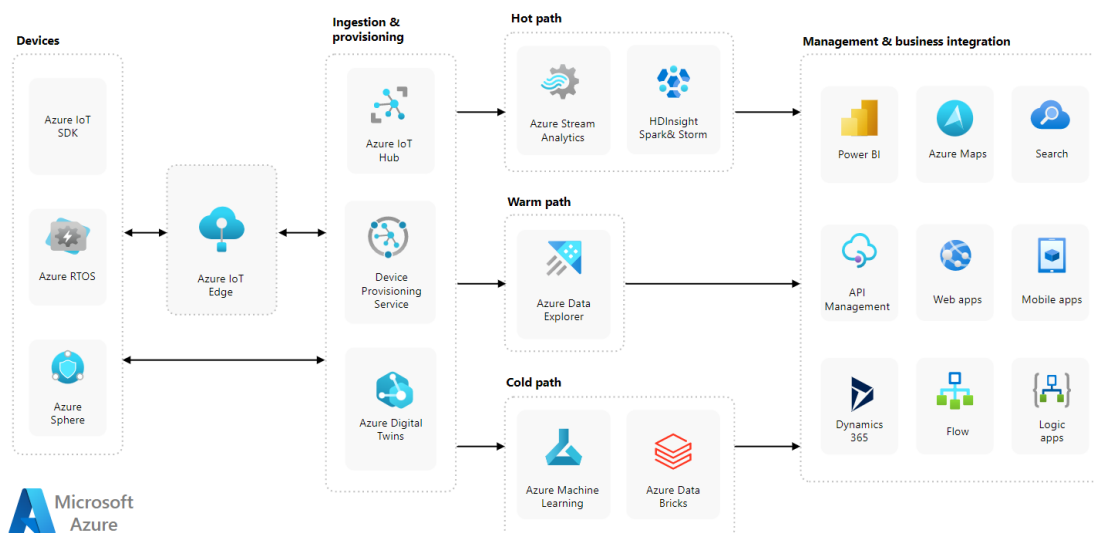 Devices
Azure IoT
SDK
Azure RTOS
Azure
Sphere
Azure IoT
Edge
Ingestion &
provisioning
Azure IoT
Hub
Device
Provisioning
Service
Azure Digital
Twins
Hot path
Azure Stream
Analytics
HDInsight
Spark& Storm
Warm path
Azure Data
Explorer
Cold path
Azure Machine
Learning
Azure Data
Bricks
Management & business integration
Power BI
Azure Maps
Search
API
Management
Web apps
Mobile apps
Dynamics
365
Flow
Logic
apps
Microsoft
Azure